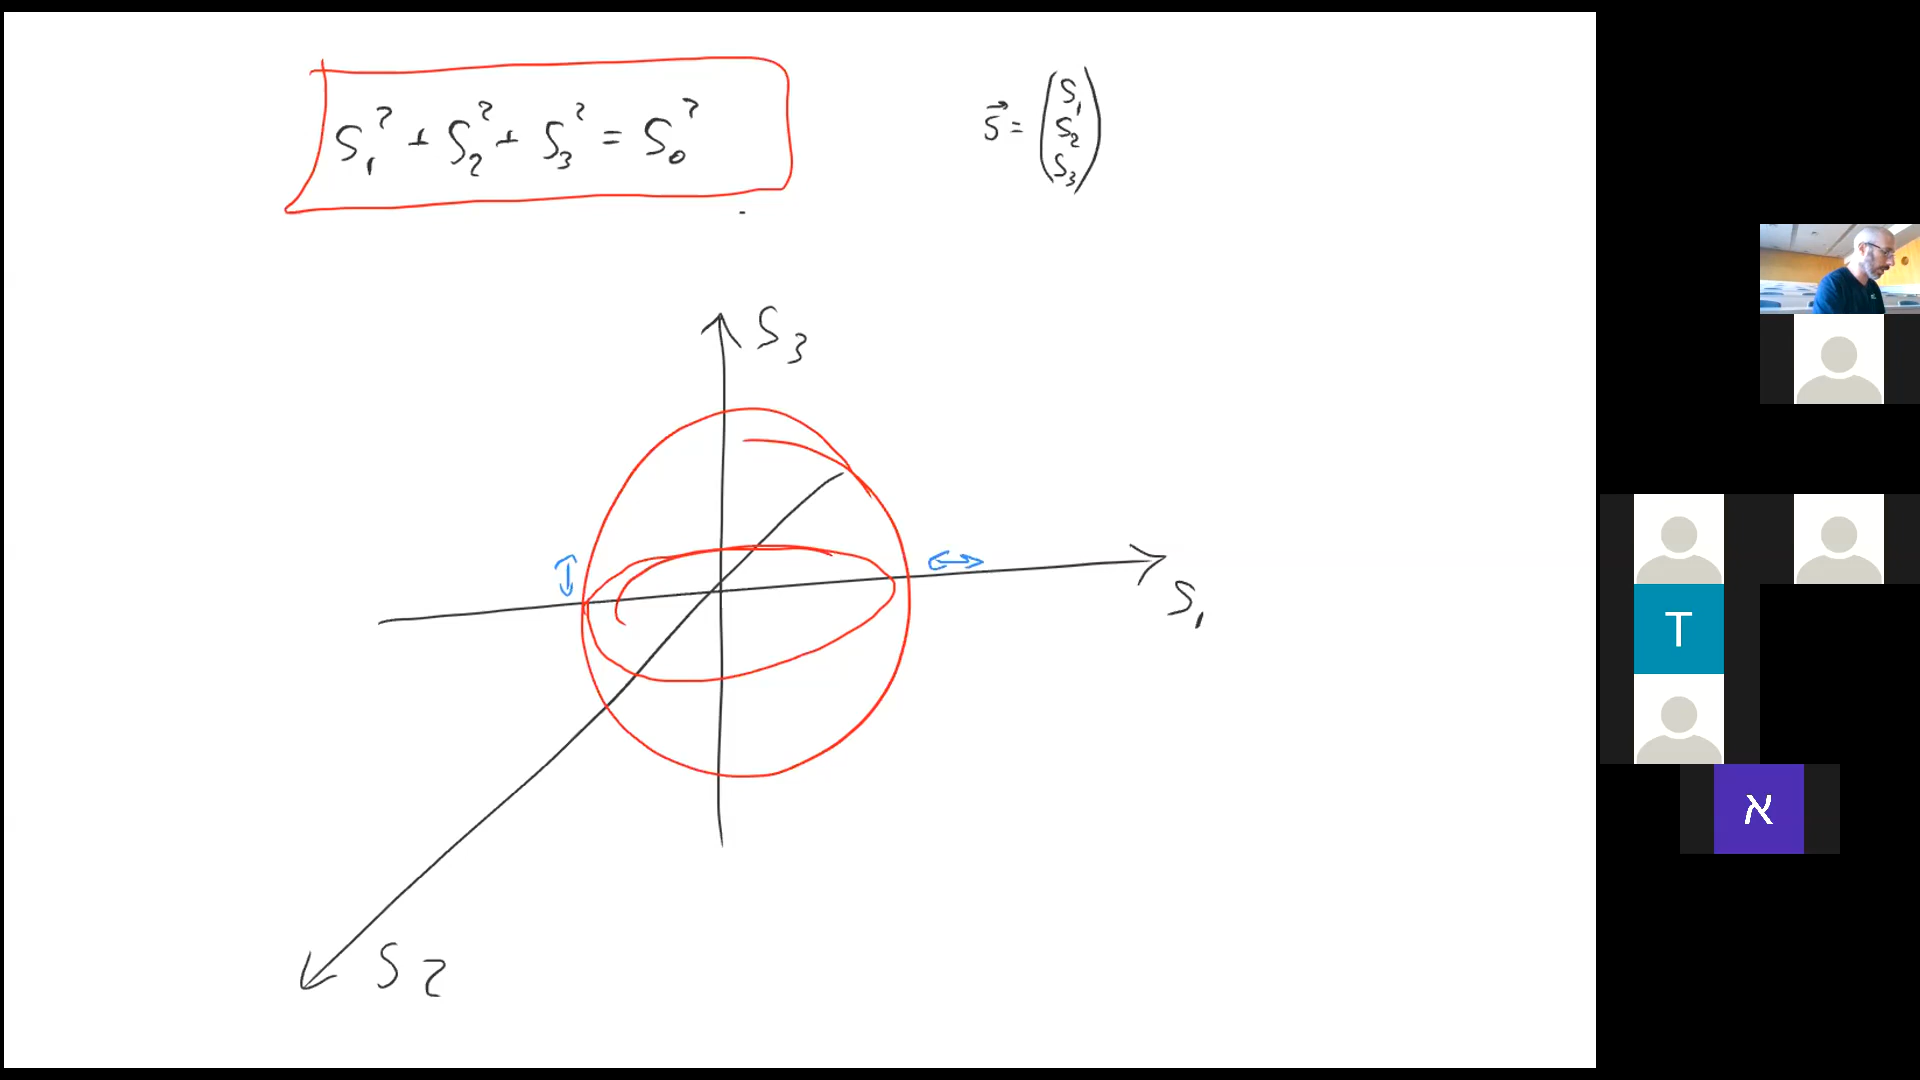 S₁² + S₂² + S₃² = S₀²
S⃗ = (S₁
S₂
S₃)
S₃
S₁
S₂
T
א